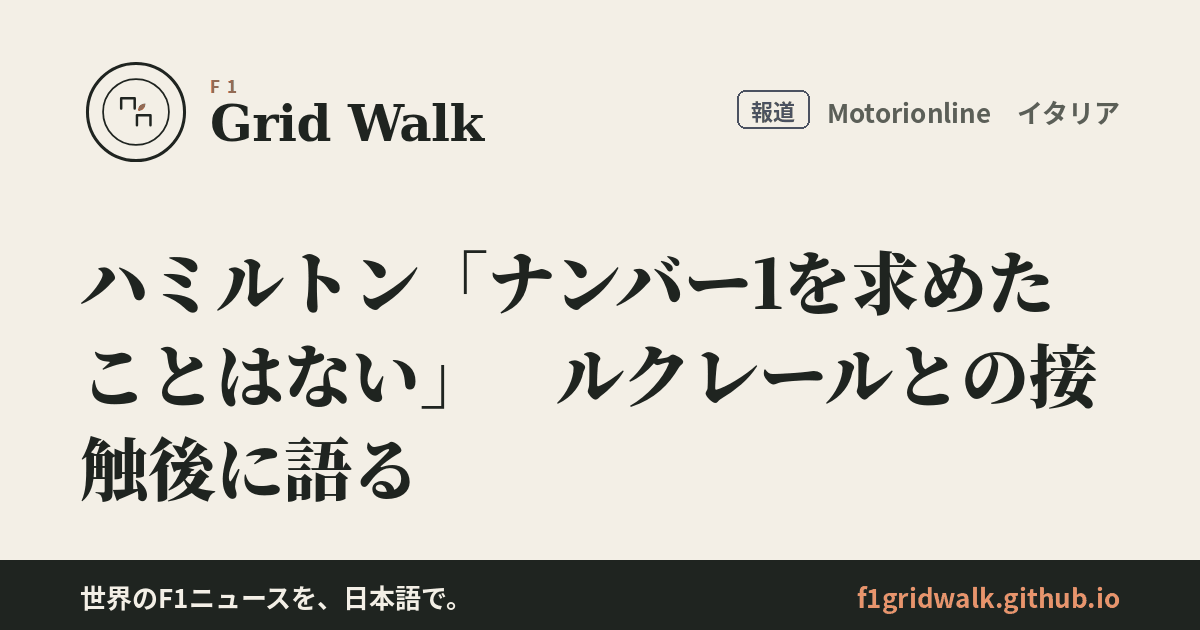 F1
Grid Walk
報道 Motorionline イタリア
ハミルトン「ナンバー1を求めた
ことはない」　ルクレールとの接
触後に語る
世界のF1ニュースを、日本語で。
f1gridwalk.github.io